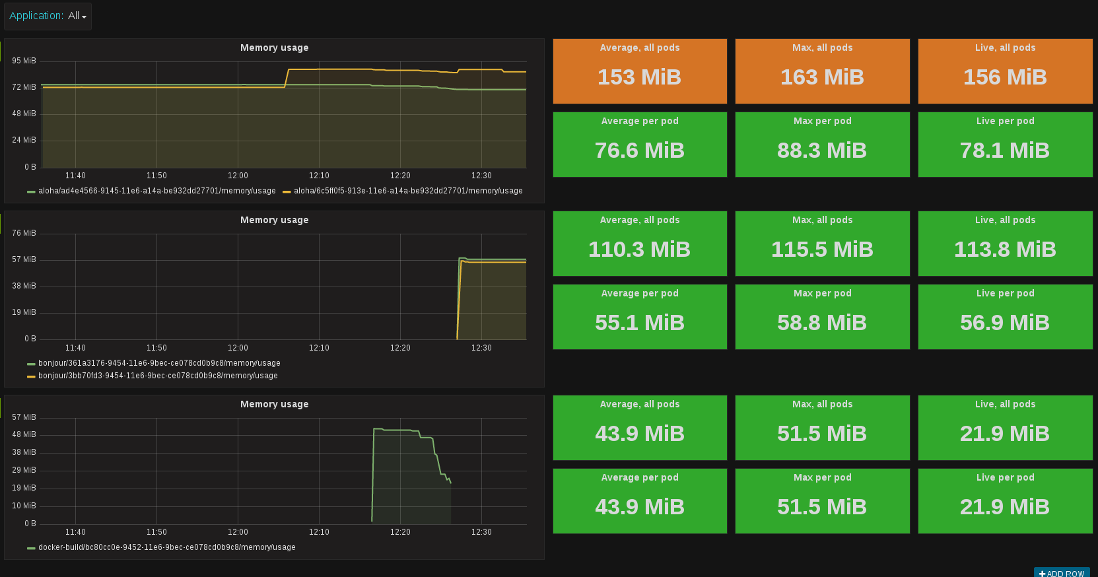 Application: All
Memory usage
95 MiB
72 MiB
48 MiB
24 MiB
0 B
11:40 11:50 12:00 12:10 12:20 12:30
aloha/ad4e4566-9145-11e6-a14a-be932dd27701/memory/usage aloha/6c5ff0f5-913e-11e6-a14a-be932dd27701/memory/usage
Average, all pods Max, all pods Live, all pods
153 MiB 163 MiB 156 MiB
Average per pod Max per pod Live per pod
76.6 MiB 88.3 MiB 78.1 MiB
Memory usage
76 MiB
57 MiB
38 MiB
19 MiB
0 B
11:40 11:50 12:00 12:10 12:20 12:30
bonjour/361a3176-9454-11e6-9bec-ce078cd0b9c8/memory/usage
bonjour/3bb70fd3-9454-11e6-9bec-ce078cd0b9c8/memory/usage
Average, all pods Max, all pods Live, all pods
110.3 MiB 115.5 MiB 113.8 MiB
Average per pod Max per pod Live per pod
55.1 MiB 58.8 MiB 56.9 MiB
Memory usage
57 MiB
48 MiB
38 MiB
29 MiB
19 MiB
10 MiB
0 B
11:40 11:50 12:00 12:10 12:20 12:30
docker-build/bc80cc0e-9452-11e6-9bec-ce078cd0b9c8/memory/usage
Average, all pods Max, all pods Live, all pods
43.9 MiB 51.5 MiB 21.9 MiB
Average per pod Max per pod Live per pod
43.9 MiB 51.5 MiB 21.9 MiB
+ ADD ROW